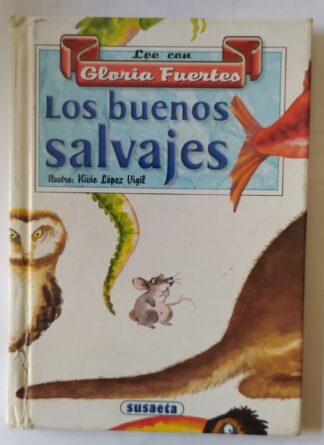 Lee con
Gloria Fuertes
Los buenos
salvajes
Ilustra: Nivio López Vigil
susaeta